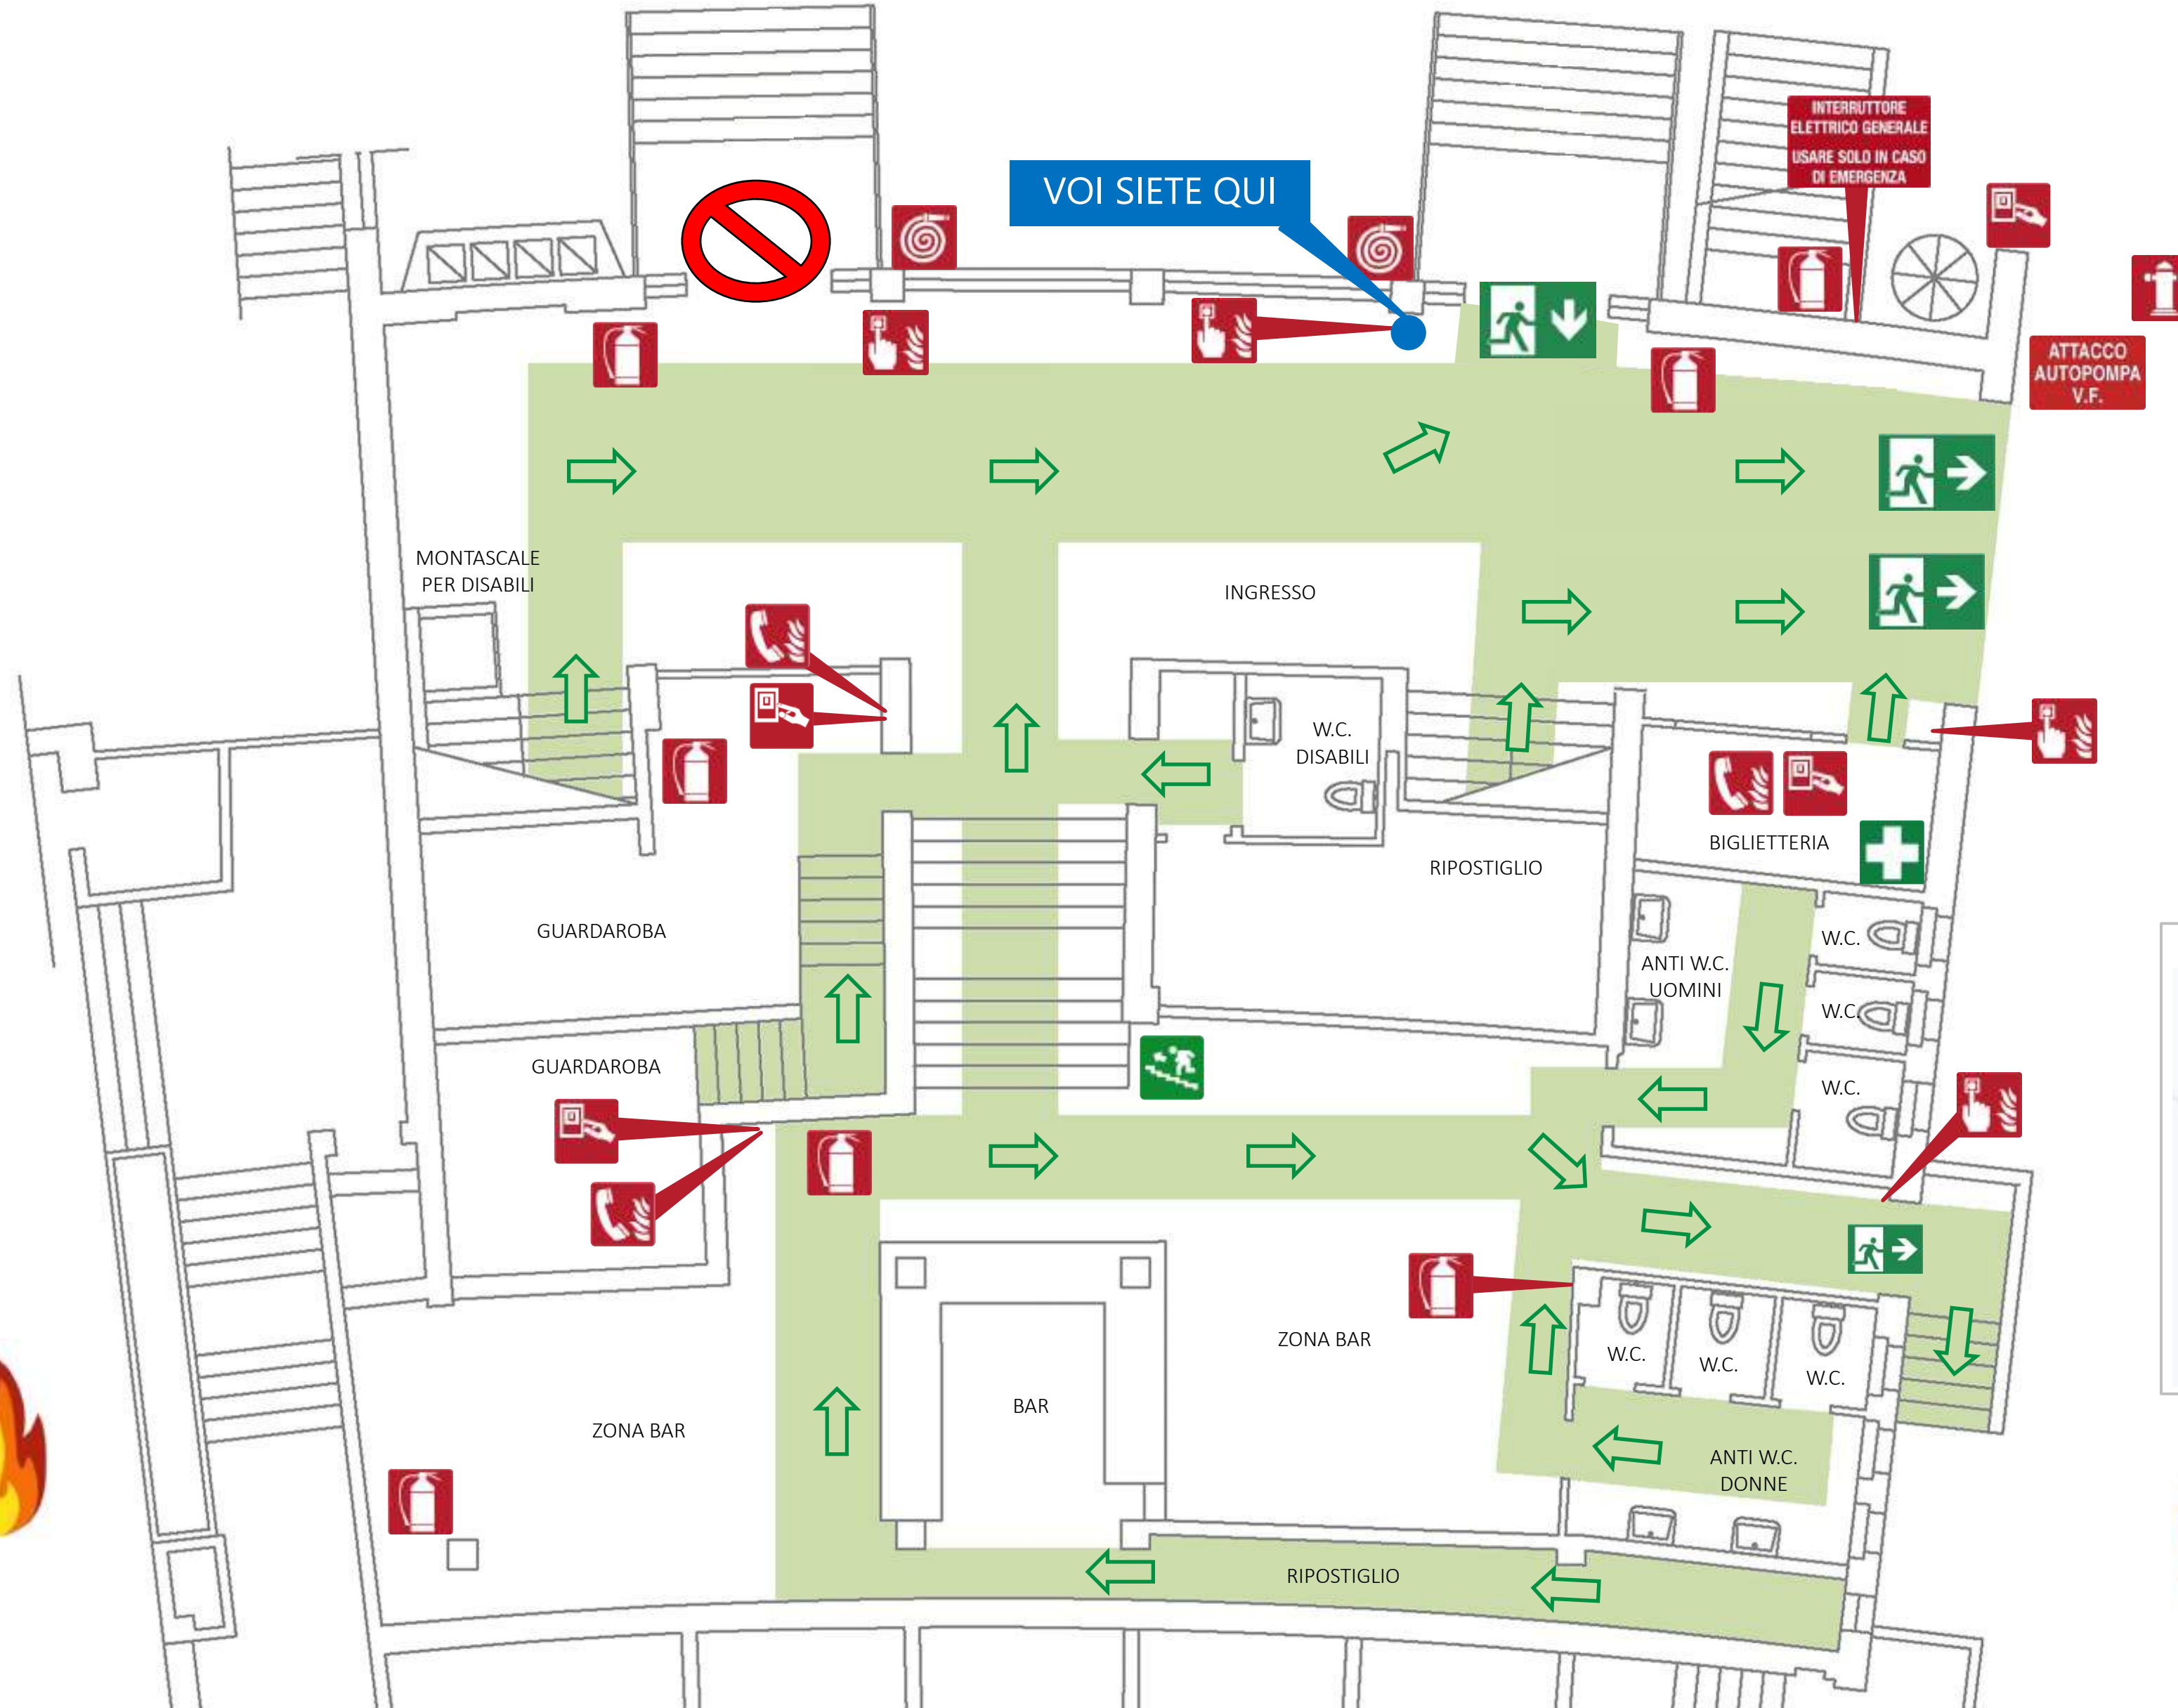 INTERRUTTORE
ELETTRICO GENERALE
USARE SOLO IN CASO
DI EMERGENZA
VOI SIETE QUI
ATTACCO
AUTOPOMPA
V.F.
MONTASCALE
PER DISABILI
INGRESSO
W.C.
DISABILI
BIGLIETTERIA
RIPOSTIGLIO
GUARDAROBA
W.C.
ANTI W.C.
UOMINI
W.C.
GUARDAROBA
W.C.
ZONA BAR
W.C.
W.C.
W.C.
BAR
ZONA BAR
ANTI W.C.
DONNE
RIPOSTIGLIO